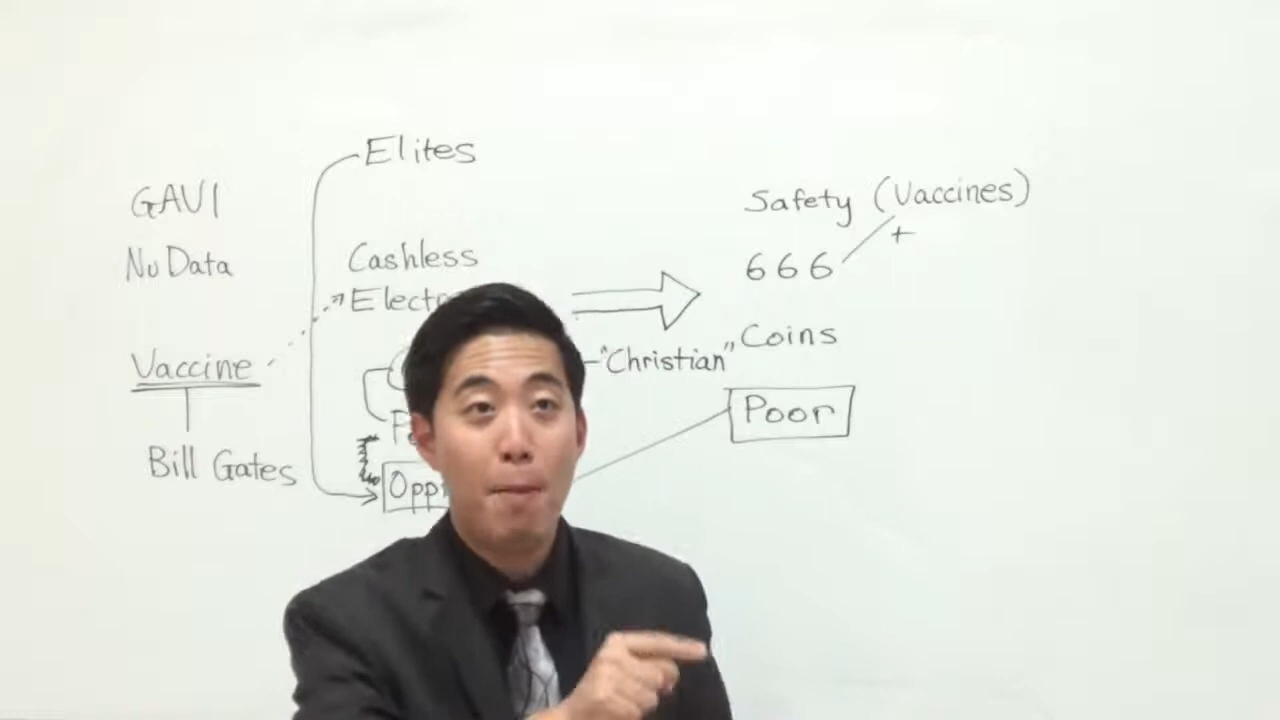 GAVI
Nu Data
Vaccine
Bill Gates
Elites
Cashless
"Christian"
Safety (Vaccines)
+
666
Coins
Poor